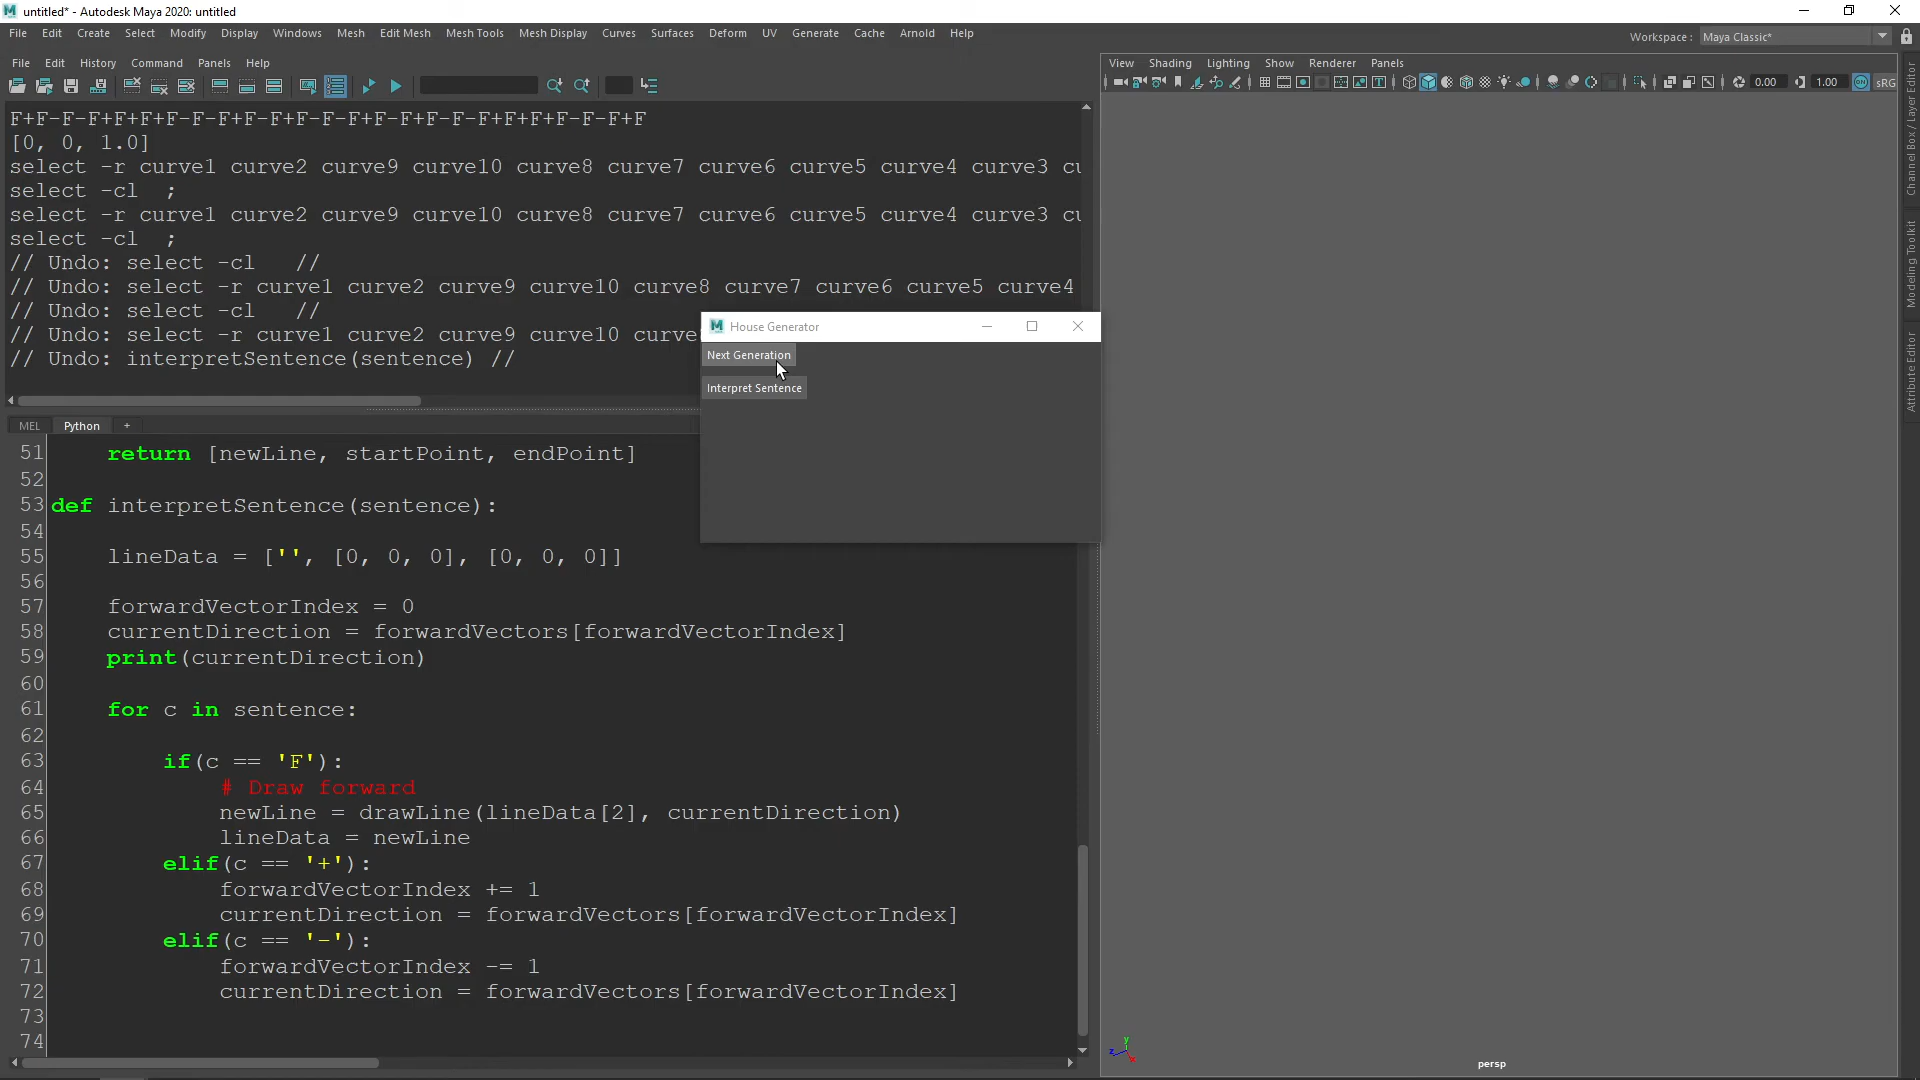 untitled* - Autodesk Maya 2020: untitled
File Edit Create Select Modify Display Windows Mesh Edit Mesh Mesh Tools Mesh Display Curves Surfaces Deform UV Generate Cache Arnold Help
Workspace : Maya Classic*
File Edit History Command Panels Help
View Shading Lighting Show Renderer Panels
0.00 1.00 ON sRG
F+F-F-F+F+F+F-F-F+F-F+F-F-F+F-F+F-F-F+F+F+F-F-F+F
[0, 0, 1.0]
select -r curve1 curve2 curve9 curve10 curve8 curve7 curve6 curve5 curve4 curve3 cu
select -cl  ;
select -r curve1 curve2 curve9 curve10 curve8 curve7 curve6 curve5 curve4 curve3 cu
select -cl  ;
// Undo: select -cl   //
// Undo: select -r curve1 curve2 curve9 curve10 curve8 curve7 curve6 curve5 curve4
// Undo: select -cl   //
// Undo: select -r curve1 curve2 curve9 curve10 curve
// Undo: interpretSentence(sentence) //
House Generator
Next Generation
Interpret Sentence
MEL Python +
51 return [newLine, startPoint, endPoint]
52
53 def interpretSentence(sentence):
54
55 lineData = ['', [0, 0, 0], [0, 0, 0]]
56
57 forwardVectorIndex = 0
58 currentDirection = forwardVectors[forwardVectorIndex]
59 print(currentDirection)
60
61 for c in sentence:
62
63 if(c == 'F'):
64 # Draw forward
65 newLine = drawLine(lineData[2], currentDirection)
66 lineData = newLine
67 elif(c == '+'):
68 forwardVectorIndex += 1
69 currentDirection = forwardVectors[forwardVectorIndex]
70 elif(c == '-'):
71 forwardVectorIndex -= 1
72 currentDirection = forwardVectors[forwardVectorIndex]
73
74
Channel Box / Layer Editor
Modeling Toolkit
Attribute Editor
y
z
x
persp